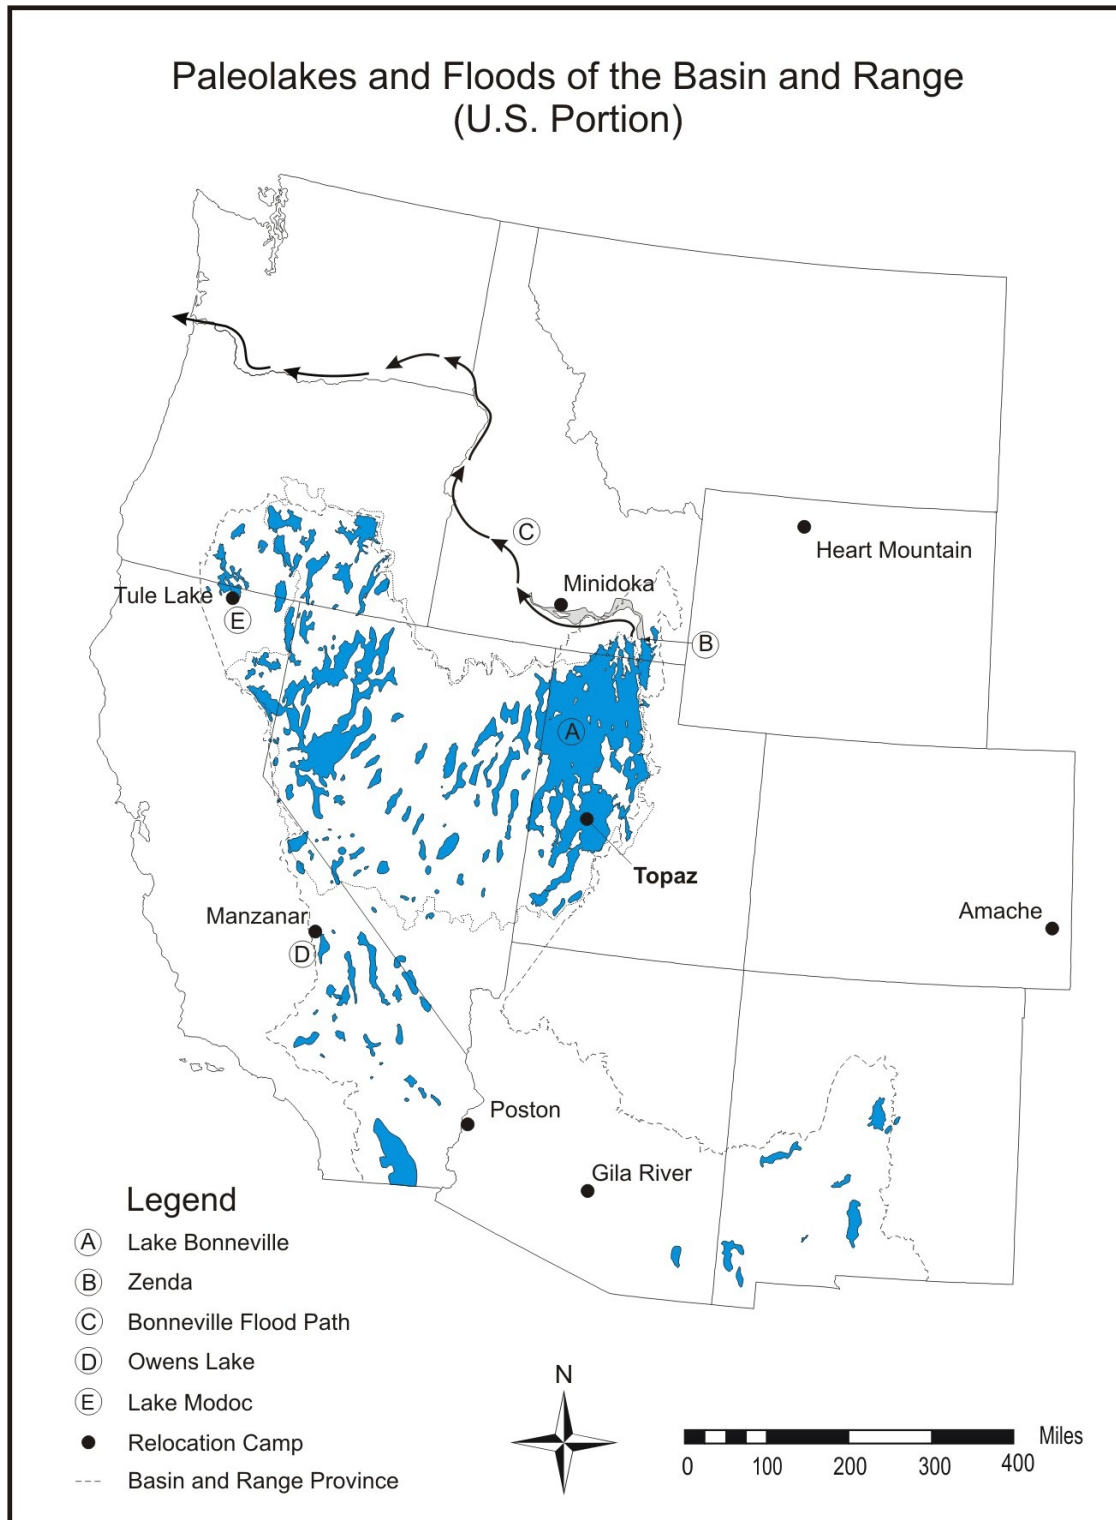 Paleolakes and Floods of the Basin and Range
(U.S. Portion)
Heart Mountain
C
Minidoka
Tule Lake
E
B
A
Topaz
Manzanar
Amache
D
Poston
Gila River
Legend
A Lake Bonneville
B Zenda
C Bonneville Flood Path
D Owens Lake
E Lake Modoc
Relocation Camp
Basin and Range Province
N
Miles
0 100 200 300 400